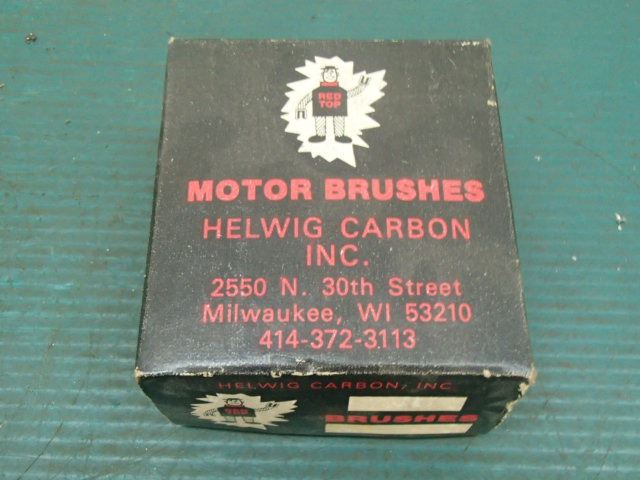 RED
TOP
MOTOR BRUSHES
HELWIG CARBON
INC.
2550 N. 30th Street
Milwaukee, WI 53210
414-372-3113
HELWIG CARBON, INC.
RED
BRUSHES